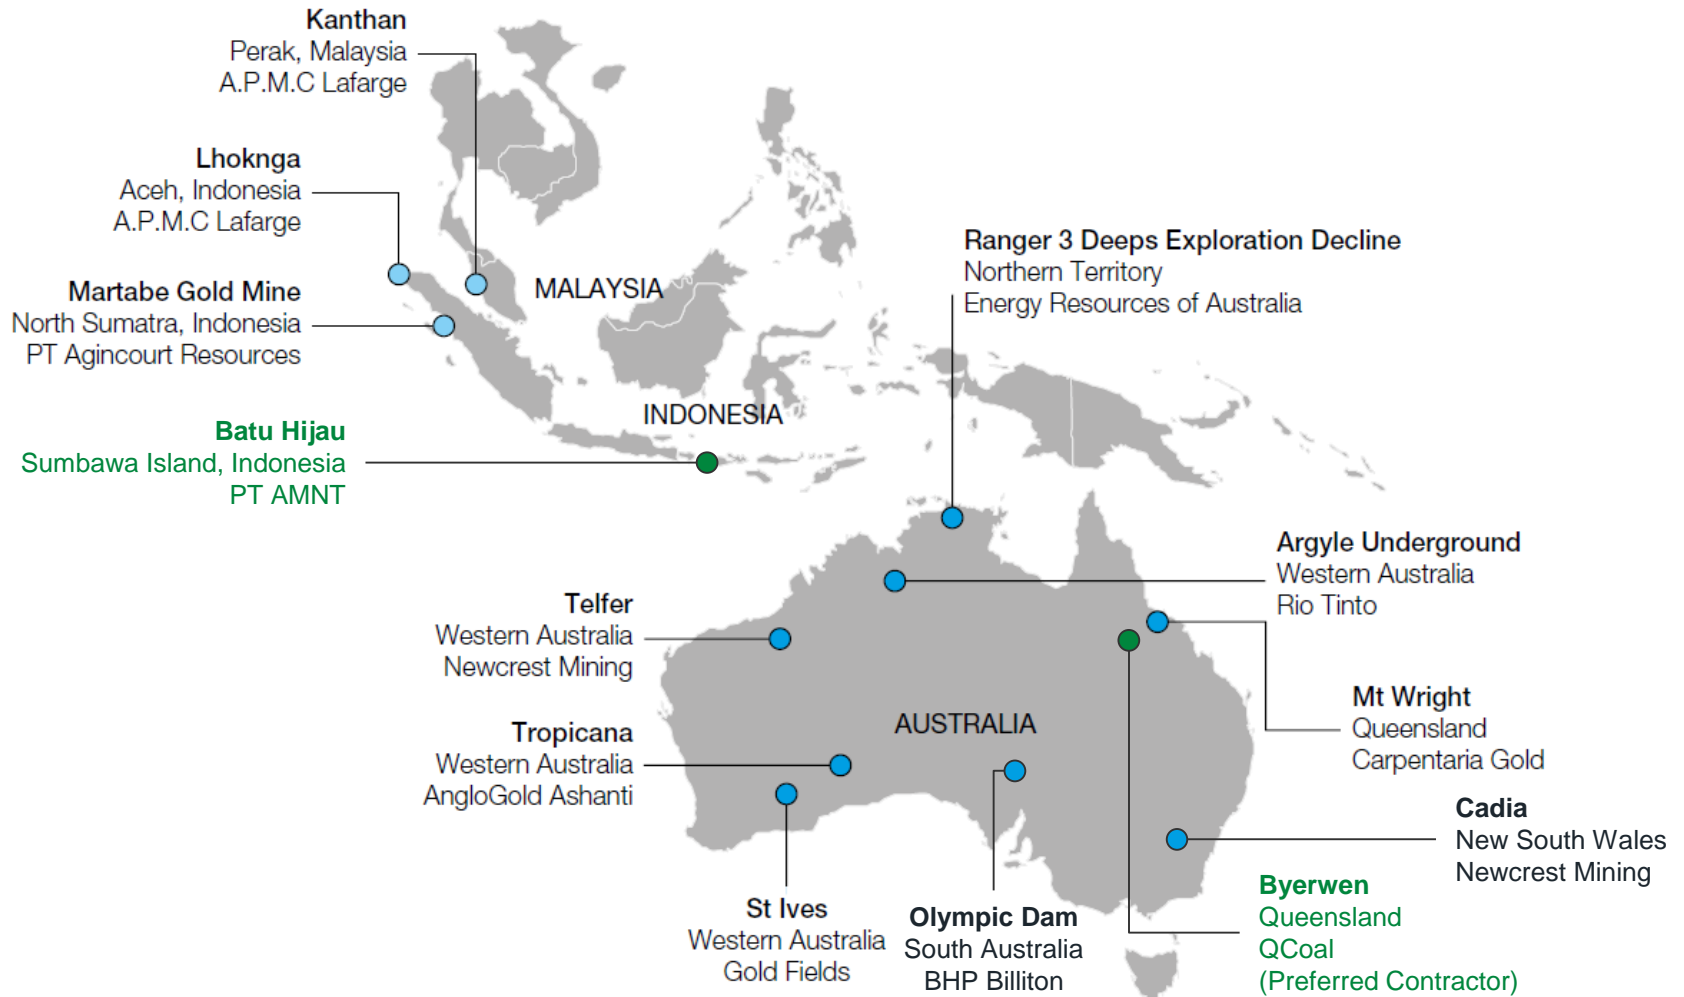 Kanthan
Perak, Malaysia
A.P.M.C Lafarge
Lhoknga
Aceh, Indonesia
A.P.M.C Lafarge
Martabe Gold Mine
North Sumatra, Indonesia
PT Agincourt Resources
Batu Hijau
Sumbawa Island, Indonesia
PT AMNT
MALAYSIA
INDONESIA
Ranger 3 Deeps Exploration Decline
Northern Territory
Energy Resources of Australia
Argyle Underground
Western Australia
Rio Tinto
Telfer
Western Australia
Newcrest Mining
Mt Wright
Queensland
Carpentaria Gold
AUSTRALIA
Tropicana
Western Australia
AngloGold Ashanti
Cadia
New South Wales
Newcrest Mining
St Ives
Western Australia
Gold Fields
Olympic Dam
South Australia
BHP Billiton
Byerwen
Queensland
QCoal
(Preferred Contractor)